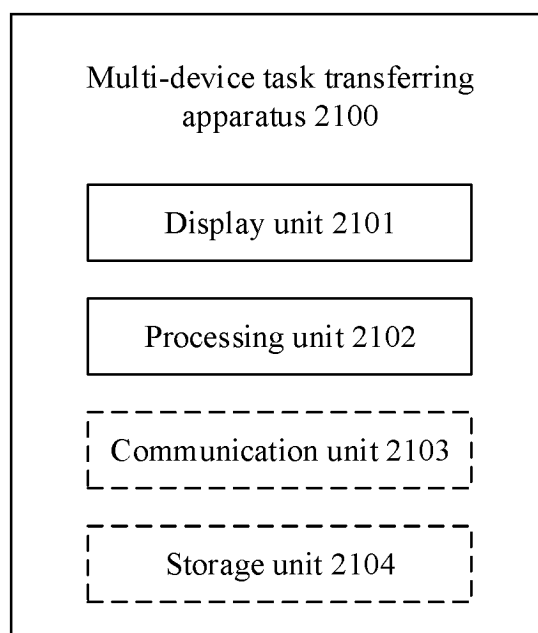 Multi-device task transferring
apparatus 2100
Display unit 2101
Processing unit 2102
Communication unit 2103
Storage unit 2104